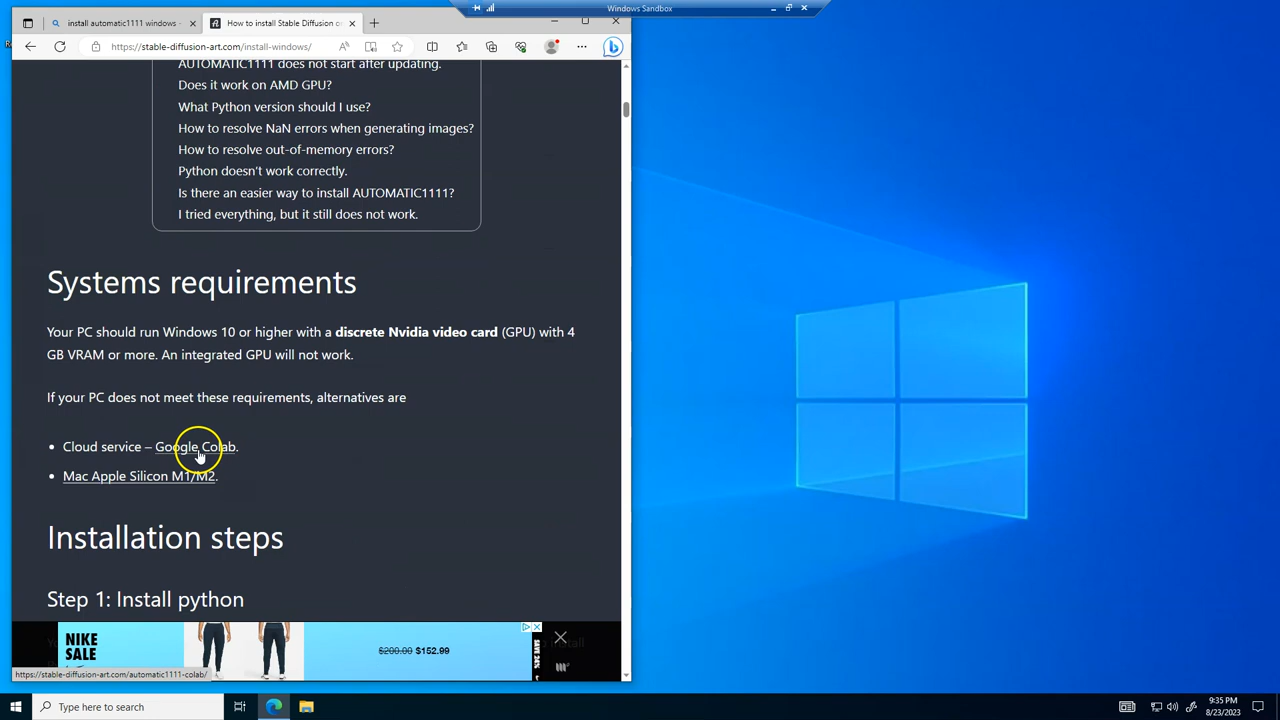 Windows Sandbox
install automatic1111 windows -
How to install Stable Diffusion o
https://stable-diffusion-art.com/install-windows/
AUTOMATIC1111 does not start after updating.
Does it work on AMD GPU?
What Python version should I use?
How to resolve NaN errors when generating images?
How to resolve out-of-memory errors?
Python doesn't work correctly.
Is there an easier way to install AUTOMATIC1111?
I tried everything, but it still does not work.
Systems requirements
Your PC should run Windows 10 or higher with a discrete Nvidia video card (GPU) with 4
GB VRAM or more. An integrated GPU will not work.
If your PC does not meet these requirements, alternatives are
• Cloud service – Google Colab.
• Mac Apple Silicon M1/M2.
Installation steps
Step 1: Install python
NIKE
SALE
$200.00 $152.99
SAVE 24%
https://stable-diffusion-art.com/automatic1111-colab/
Type here to search
9:35 PM
8/23/2023